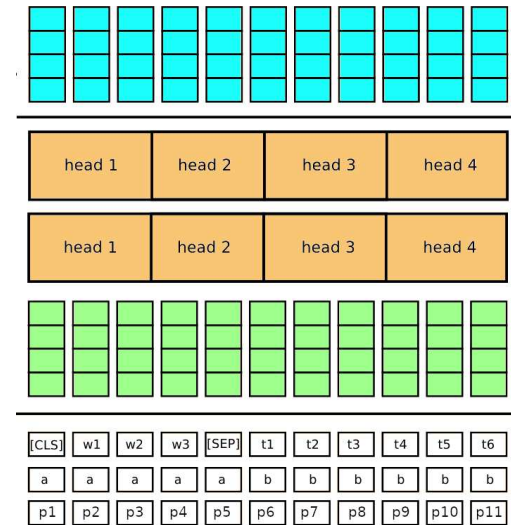 head 1 head 2 head 3 head 4
head 1 head 2 head 3 head 4
[CLS] w1 w2 w3 [SEP] t1 t2 t3 t4 t5 t6
a a a a a b b b b b b
p1 p2 p3 p4 p5 p6 p7 p8 p9 p10 p11